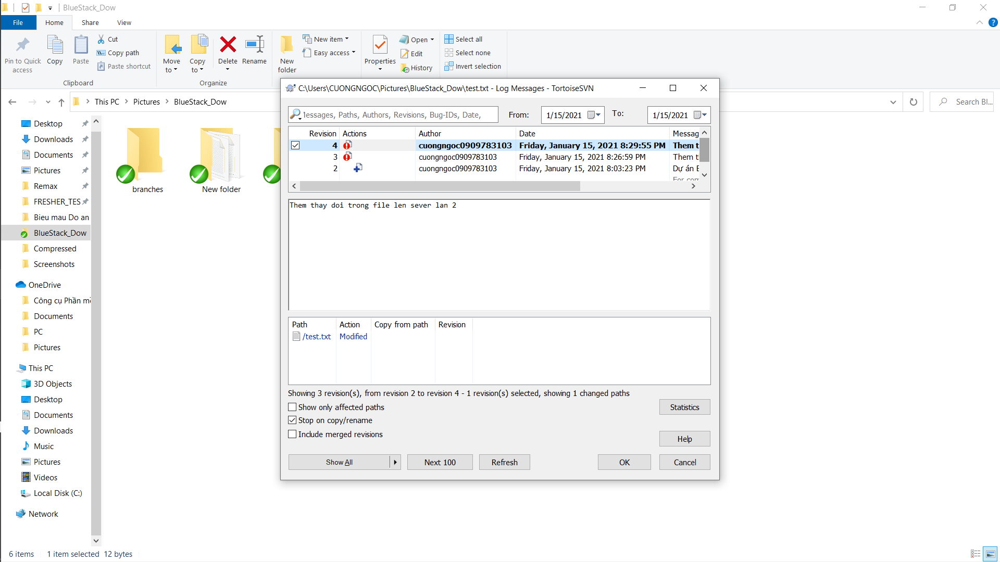 BlueStack_Dow
File
Home
Share
View
Pin to Quick access
Copy
Paste
Cut
Copy path
Paste shortcut
Clipboard
Move to
Copy to
Delete
Rename
Organize
New folder
New item
Easy access
Properties
Open
Edit
History
Select all
Select none
Invert selection
This PC
Pictures
BlueStack_Dow
Search Bl...
Desktop
Downloads
Documents
Pictures
Remax
FRESHER_TES
Bieu mau Do an
BlueStack_Dow
Compressed
Screenshots
OneDrive
Công cụ Phần
Documents
PC
Pictures
This PC
3D Objects
Desktop
Documents
Downloads
Music
Pictures
Videos
Local Disk (C:)
Network
branches
New folder
C:\Users\CUONGNGOC\Pictures\BlueStack_Dow\test.txt - Log Messages - TortoiseSVN
Messages, Paths, Authors, Revisions, Bug-IDs, Date,
From:
1/15/2021
To:
1/15/2021
Revision Actions Author Date Messag
4 cuongngoc0909783103 Friday, January 15, 2021 8:29:55 PM Them t
3 cuongngoc0909783103 Friday, January 15, 2021 8:26:59 PM Them t
2 cuongngoc0909783103 Friday, January 15, 2021 8:03:23 PM Dự án
Them thay doi trong file len sever lan 2
Path Action Copy from path Revision
/test.txt Modified
Showing 3 revision(s), from revision 2 to revision 4 - 1 revision(s) selected, showing 1 changed paths
Show only affected paths
Stop on copy/rename
Include merged revisions
Statistics
Help
Show All
Next 100
Refresh
OK
Cancel
6 items
1 item selected 12 bytes